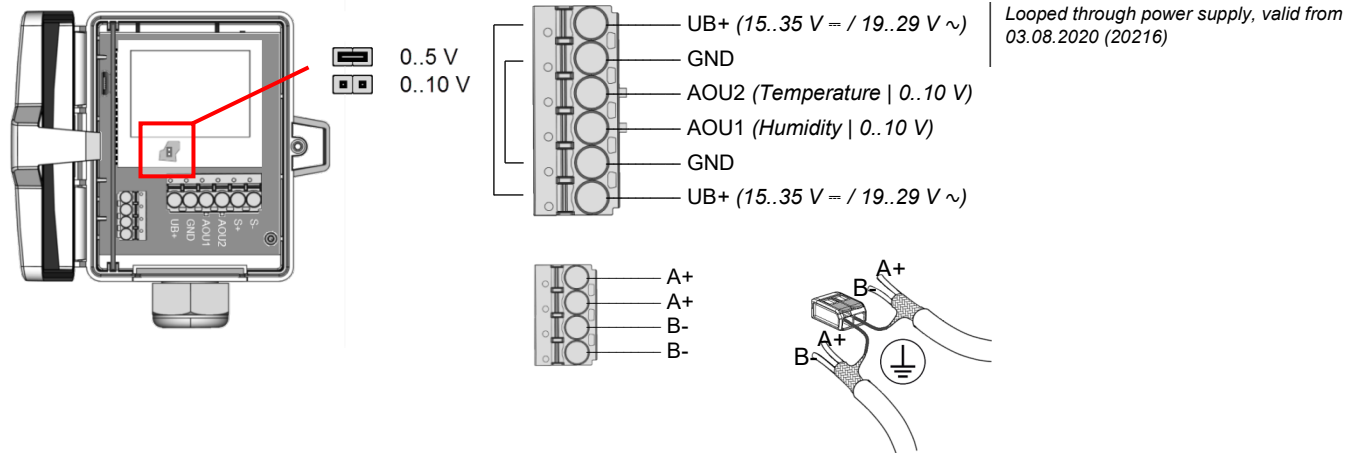 0..5 V
0..10 V
UB+
GND
AOU1
AOU2
S+
S-
UB+ (15..35 V ⎓ / 19..29 V ∿)
GND
AOU2 (Temperature | 0..10 V)
AOU1 (Humidity | 0..10 V)
GND
UB+ (15..35 V ⎓ / 19..29 V ∿)
Looped through power supply, valid from
03.08.2020 (20216)
A+
A+
B-
B-
A+
B-
A+
B-